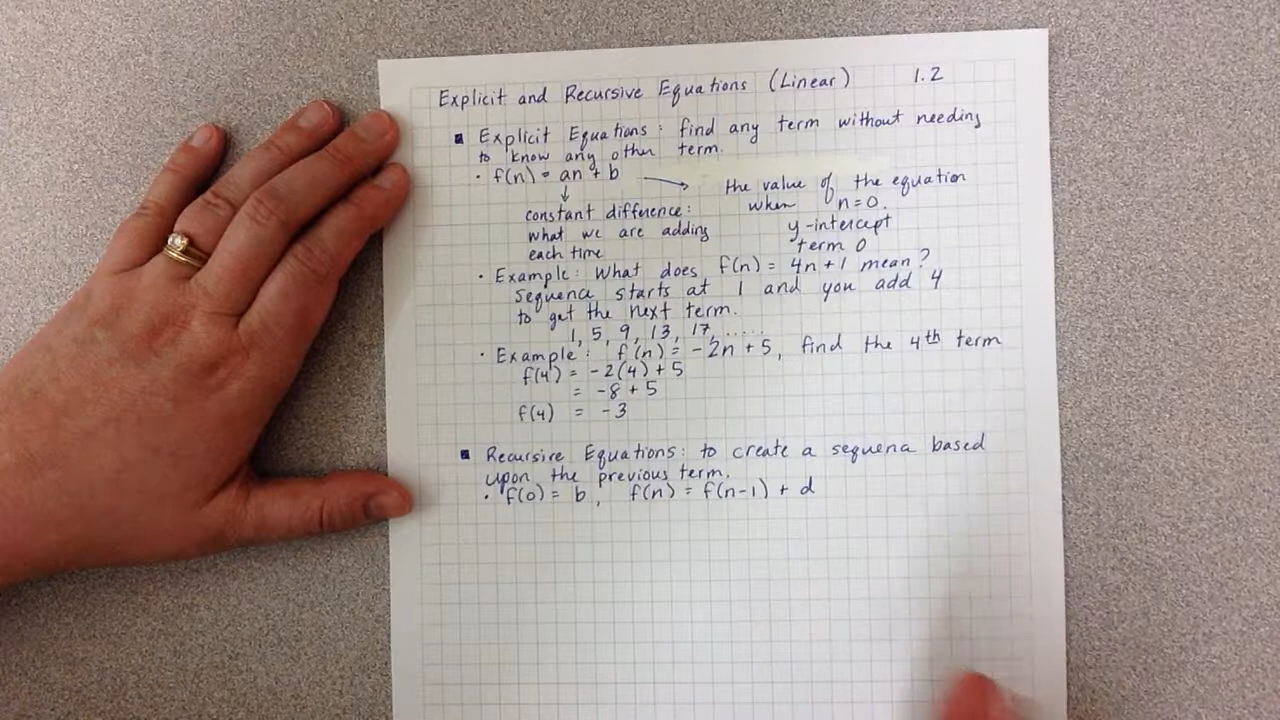 Explicit and Recursive Equations (Linear) 1.2
▪ Explicit Equations: find any term without needing
to know any other term.
• f(n) = an + b → the value of the equation
when n=0.
↓
constant difference:
what we are adding
each time
y-intercept
term 0
• Example: What does f(n) = 4n+1 mean?
sequence starts at 1 and you add 4
to get the next term.
1, 5, 9, 13, 17, .....
• Example: f(n) = -2n + 5, find the 4th term
f(4) = -2(4) + 5
= -8 + 5
f(4) = -3
▪ Recursive Equations: to create a sequence based
upon the previous term.
• f(0) = b, f(n) = f(n-1) + d